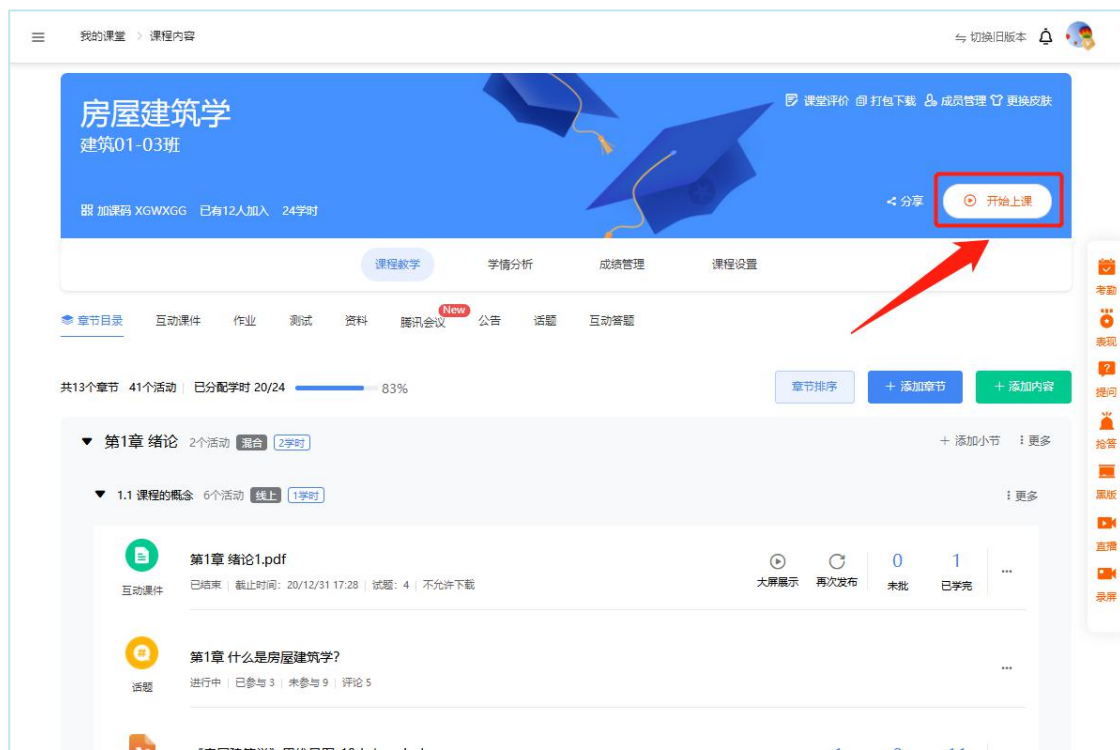 我的课堂 > 课程内容
切换旧版本
房屋建筑学
课堂评价 打包下载 成员管理 更换皮肤
建筑01-03班
加课码 XGWXGG 已有12人加入 24学时
分享 开始上课
课程教学 学情分析 成绩管理 课程设置
章节目录 互动课件 作业 测试 资料 腾讯会议 New 公告 话题 互动答题
共13个章节 41个活动 已分配学时 20/24 83%
章节排序 + 添加章节 + 添加内容
第1章 绪论 2个活动 混合 2学时
+ 添加小节 更多
1.1 课程的概念 6个活动 线上 1学时
更多
互动课件
第1章 绪论1.pdf
已结束 截止时间: 20/12/31 17:28 试题: 4 不允许下载
大屏展示 再次发布
0 未批
1 已学完
...
话题
第1章 什么是房屋建筑学?
进行中 已参与 3 未参与 9 评论 5
...
考勤
表现
提问
抢答
黑版
直播
录屏